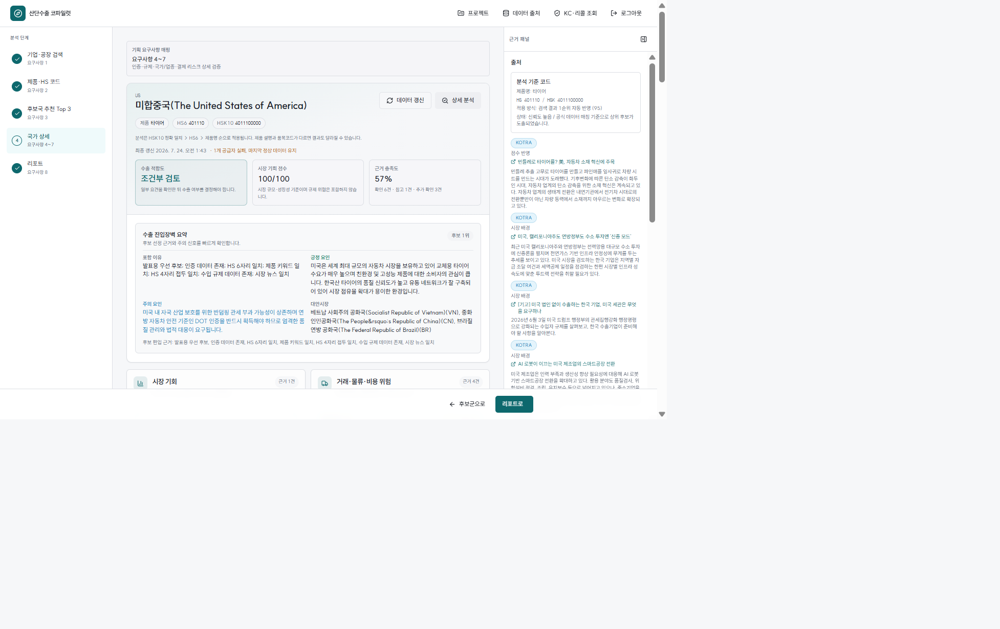 산단수출 코파일럿
프로젝트
데이터 출처
KC·리콜 조회
로그아웃
분석 단계
기업·공장 검색
요구사항 1
제품·HS 코드
요구사항 2
후보국 추천 Top 3
요구사항 3
4
국가 상세
요구사항 4~7
리포트
요구사항 8
기획 요구사항 매핑
요구사항 4~7
인증·규제·국가/업종·결제 리스크 상세 검증
US
미합중국(The United States of America)
데이터 갱신
상세 분석
제품 타이어
HS6 401110
HSK10 4011100000
분석은 HSK10 정확 일치 > HS6 > 제품명 순으로 적용됩니다. 제품 설명과 품목코드가 다르면 결과도 달라질 수 있습니다.
최종 갱신 2026. 7. 24. 오전 1:43 · 1개 공급자 실패, 마지막 정상 데이터 유지
수출 적합도
조건부 검토
일부 요건을 확인한 뒤 수출 여부를 결정해야 합니다.
시장 기회 점수
100/100
시장 규모·성장성 기준이며 규제 위험은 포함하지 않습
니다.
근거 충족도
57%
확인 6건 · 참고 1건 · 추가 확인 3건
수출 진입장벽 요약
후보 선정 근거와 주의 신호를 빠르게 확인합니다.
후보 1위
포함 이유
발표용 우선 후보; 인증 데이터 존재; HS 6자리 일치; 제품 키워드 일
치; HS 4자리 접두 일치; 수입 규제 데이터 존재; 시장 뉴스 일치
긍정 요인
미국은 세계 최대 규모의 자동차 시장을 보유하고 있어 교체용 타이어
수요가 매우 높으며 친환경 및 고성능 제품에 대한 소비자의 관심이 큽
니다. 한국산 타이어의 품질 신뢰도가 높고 유통 네트워크가 잘 구축되
어 있어 시장 점유율 확대가 용이한 환경입니다.
주의 요인
미국 내 자국 산업 보호를 위한 반덤핑 관세 부과 가능성이 상존하며 연
방 자동차 안전 기준인 DOT 인증을 반드시 획득해야 하므로 엄격한 품
질 관리와 법적 대응이 요구됩니다.
대안시장
베트남 사회주의 공화국(Socialist Republic of Vietnam)(VN), 중화
인민공화국(The People&rsquo;s Republic of China)(CN), 브라질
연방 공화국(The Federal Republic of Brazil)(BR)
후보 편입 근거: 발표용 우선 후보, 인증 데이터 존재, HS 6자리 일치, 제품 키워드 일치, HS 4자리 접두 일치, 수입 규제 데이터 존재, 시장 뉴스 일치
시장 기회
근거 1건
거래·물류·비용 위험
근거 4건
후보군으로
리포트로
근거 패널
출처
분석 기준 코드
제품명: 타이어
HS 401110 / HSK 4011100000
적용 방식: 검색 결과 1순위 자동 반영 (95)
상태: 신뢰도 높음 / 공식 데이터 매칭 기준으로 상위 후보가
도출되었습니다.
KOTRA
점수 반영
민들레로 타이어를? 美, 자동차 소재 혁신에 주목
민들레 추출 고무로 타이어를 만들고 파인애플 잎사귀로 차량 시
트를 만드는 시대가 도래했다. 기후변화에 따른 탄소 감축이 화두
인 시대, 자동차 업계의 탄소 감축을 위한 소재 혁신은 계속되고 있
다. 자동차 업계의 생태계 전환은 내연기관에서 전기차 시대로의
전환뿐만이 아닌 차량 동력에서 소재까지 아우르는 변화로 확장되
고 있다.
KOTRA
시장 배경
미국, 캘리포니아주도 연방정부도 수소 투자엔 '신중 모드'
최근 미국 캘리포니아주와 연방정부는 전력망용 대규모 수소 투자
에 신중론을 펼치며 천연가스 기반 인프라 안정성에 무게를 두는
추세를 보이고 있다. 미국 시장을 검토하는 한국 기업은 지역별 자
금 조달 여건과 세액공제 일정을 점검하는 한편 시장별 인프라 성
숙도에 맞춘 투트랙 전략을 취할 필요가 있다.
KOTRA
시장 배경
[기고] 미국 법인 없이 수출하는 한국 기업, 미국 세관은 무엇
을 요구하나
2026년 6월 3일 미국 트럼프 행정부의 관세집행강화 행정명령
으로 강화되는 수입자 규제를 살펴보고, 한국 수출기업이 준비해
야 할 사항을 알아본다.
KOTRA
시장 배경
AI 로봇이 이끄는 미국 제조업의 스마트공장 전환
미국 제조업은 인력 부족과 생산성 향상 필요성에 대응해 AI 로봇
기반 스마트공장 전환을 확대하고 있다. 활용 분야도 품질검사, 위
험설비 점검, 조립, 유지보수 등으로 넓어지고 있으나, 중소기업을